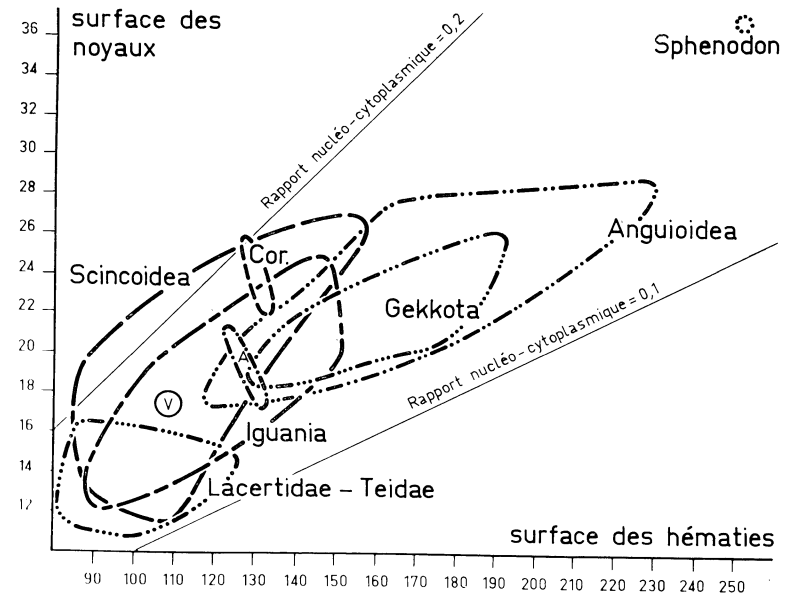 surface des
noyaux
36
34
32
30
28
26
24
22
20
18
16
14
12
Rapport nucléo-cytoplasmique = 0,2
Sphenodon
Anguioidea
Cor.
Scincoidea
Gekkota
Rapport nucléo-cytoplasmique = 0,1
A
V
Iguania
Lacertidae - Teidae
surface des hématies
90 100 110 120 130 140 150 160 170 180 190 200 210 220 230 240 250